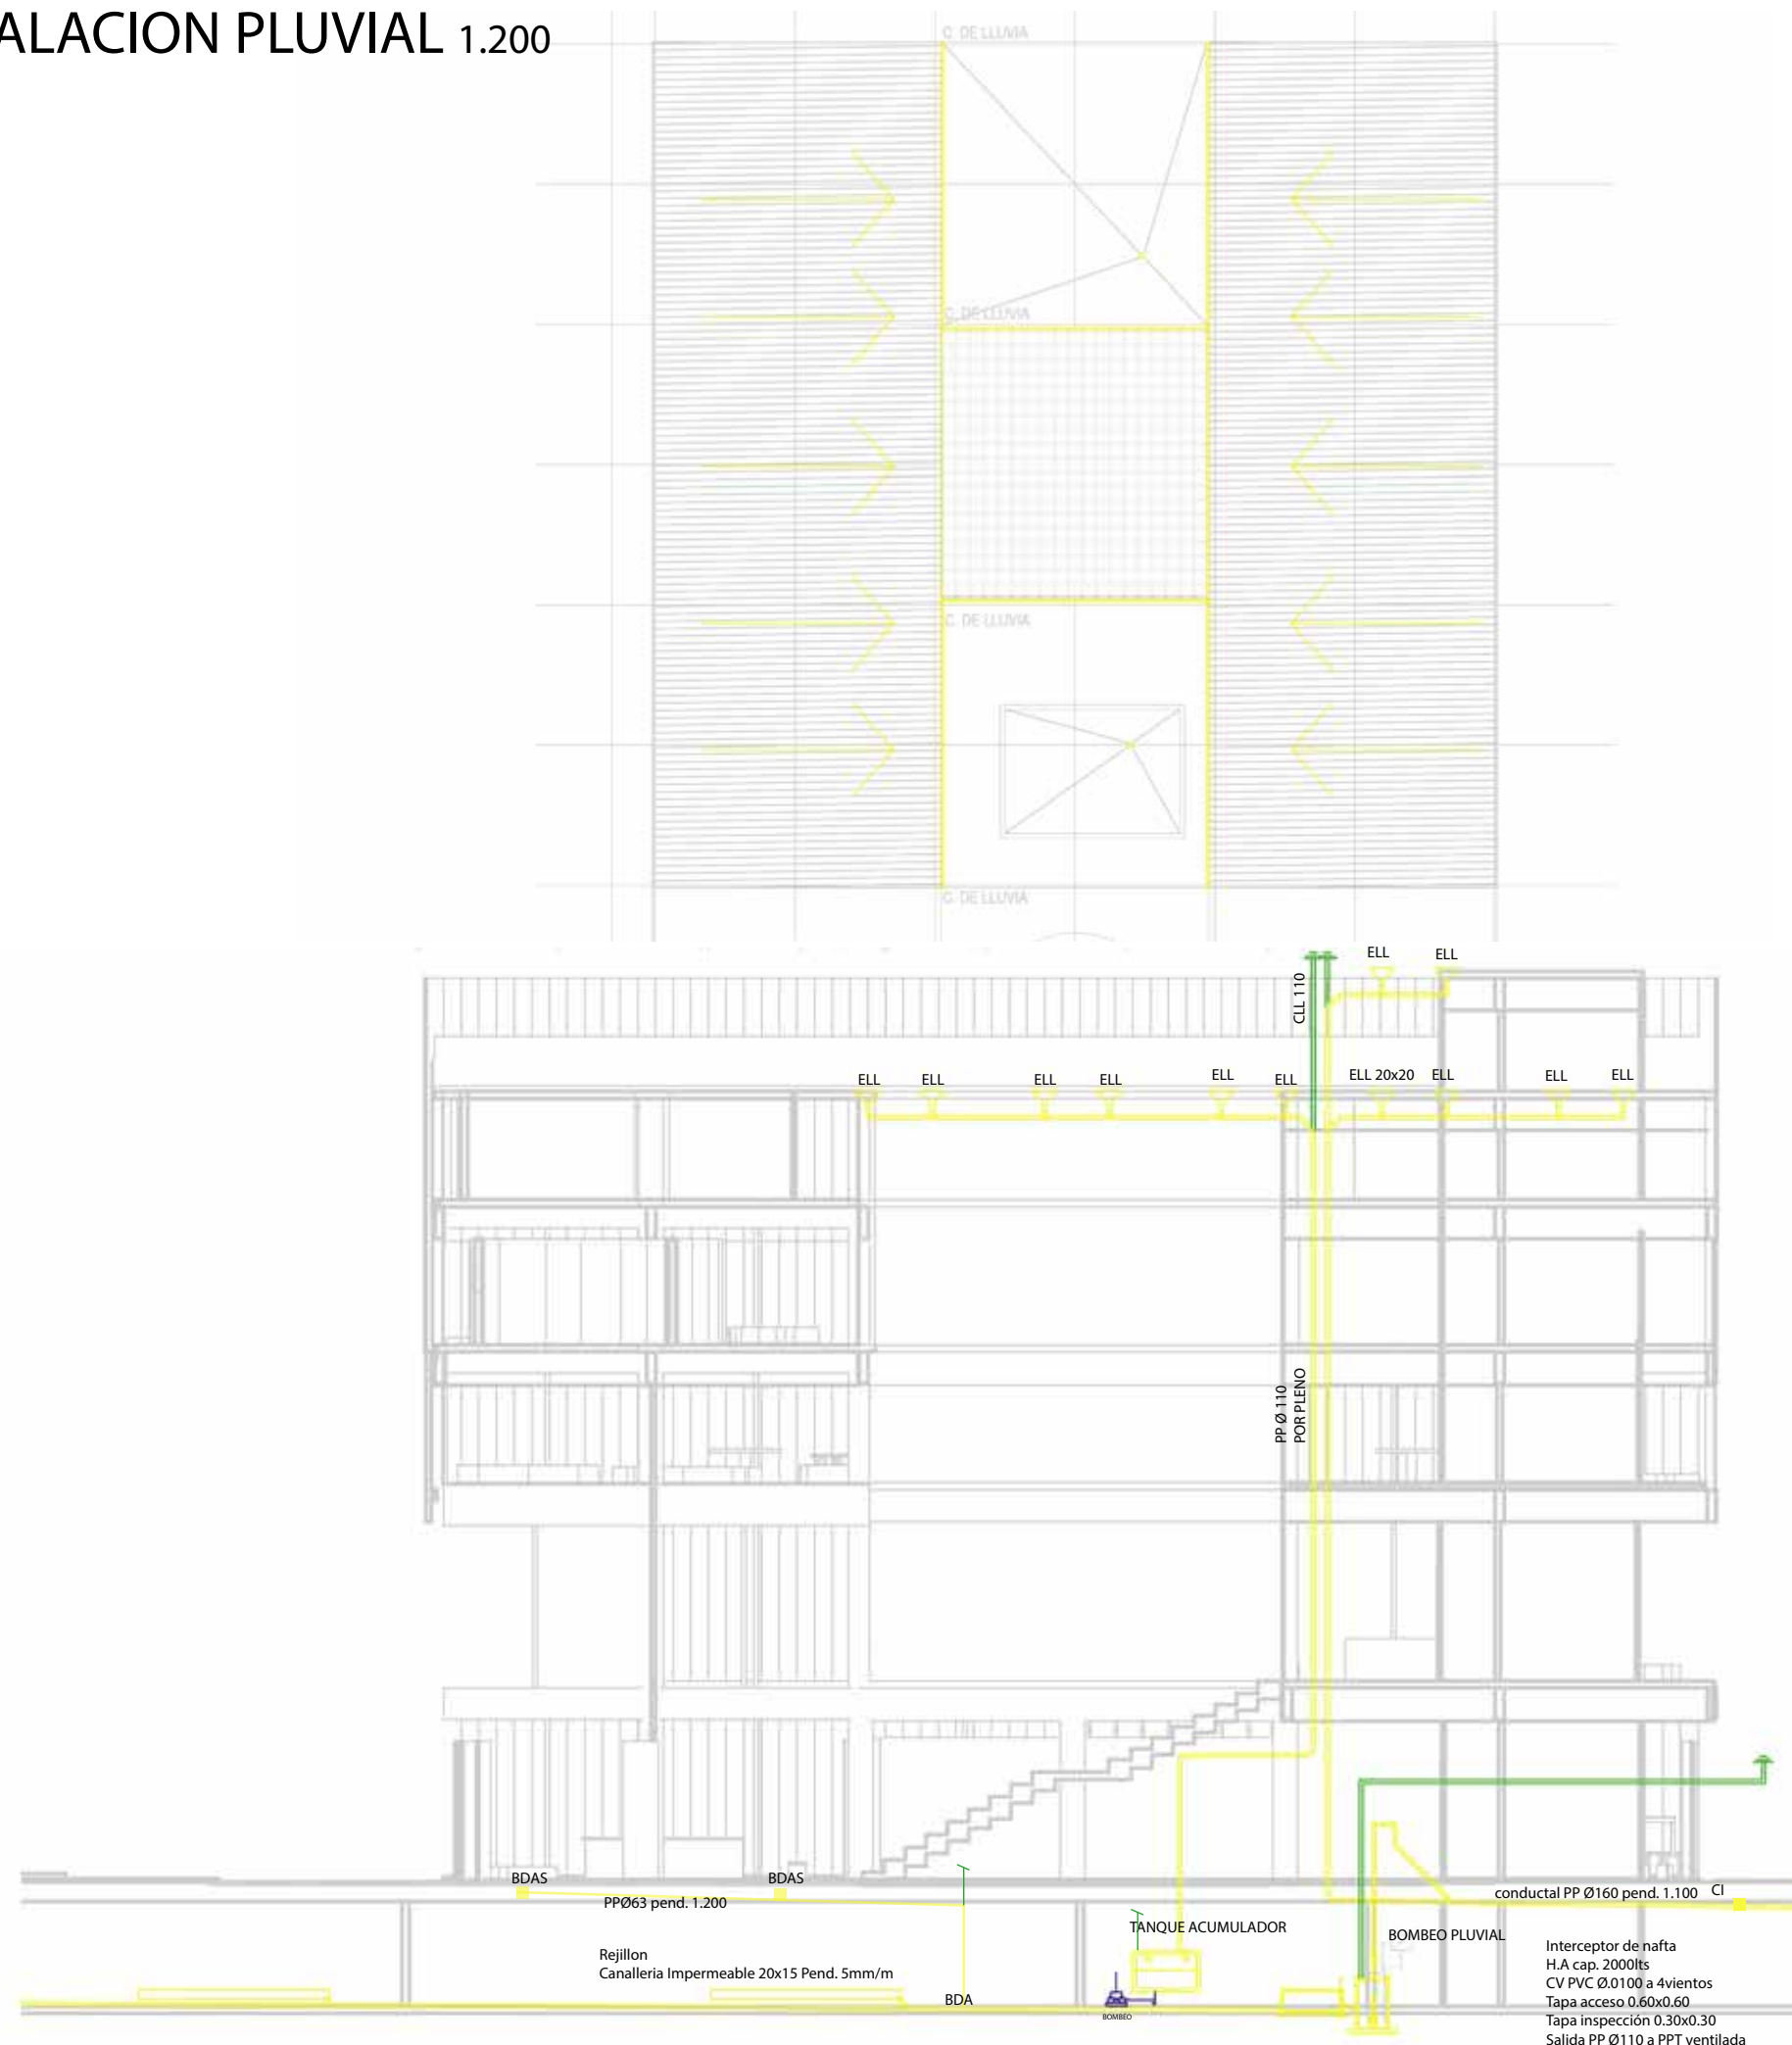 ALACION PLUVIAL 1.200
C. DE LLUVIA
C. DE LLUVIA
C. DE LLUVIA
C. DE LLUVIA
ELL
ELL
CLL 110
ELL
ELL
ELL
ELL
ELL
ELL
ELL 20x20
ELL
ELL
ELL
PP Ø 110
POR PLENO
BDAS
BDAS
PPØ63 pend. 1.200
conductal PP Ø160 pend. 1.100
CI
TANQUE ACUMULADOR
BOMBEO PLUVIAL
Rejillon
Canalleria Impermeable 20x15 Pend. 5mm/m
BDA
BOMBEO
Interceptor de nafta
H.A cap. 2000lts
CV PVC Ø.0100 a 4vientos
Tapa acceso 0.60x0.60
Tapa inspección 0.30x0.30
Salida PP Ø110 a PPT ventilada